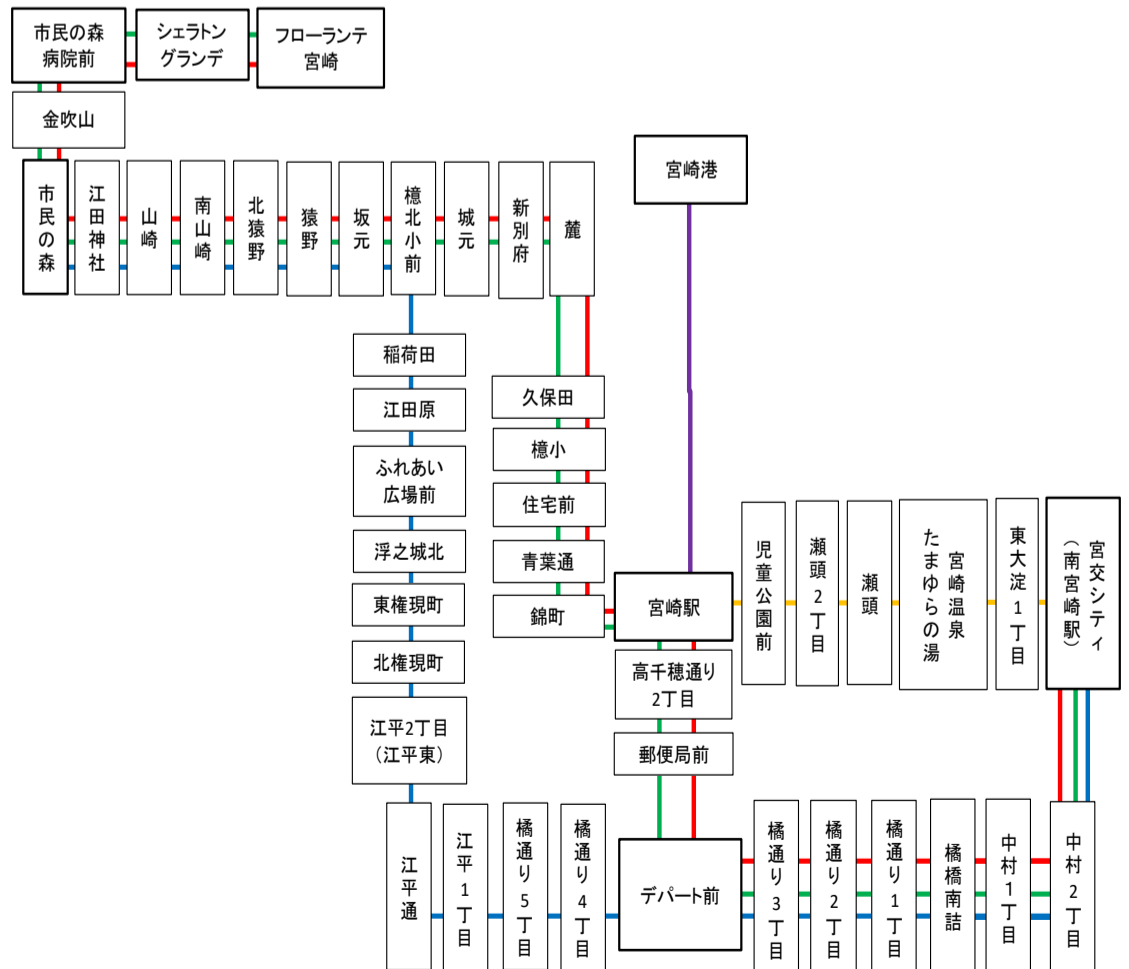 市民の森
病院前
シェラトン
グランデ
フローランテ
宮崎
金吹山
宮崎港
市民の森
江田神社
山崎
南山崎
北猿野
猿野
坂元
檍北小前
城元
新別府
麓
稲荷田
江田原
ふれあい
広場前
浮之城北
東権現町
北権現町
江平2丁目
（江平東）
久保田
檍小
住宅前
青葉通
錦町
宮崎駅
児童公園前
瀬頭2丁目
瀬頭
宮崎温泉
たまゆらの湯
東大淀1丁目
宮交シティ
（南宮崎駅）
高千穂通り
2丁目
郵便局前
江平通
江平1丁目
橘通り5丁目
橘通り4丁目
デパート前
橘通り3丁目
橘通り2丁目
橘通り1丁目
橘橋南詰
中村1丁目
中村2丁目